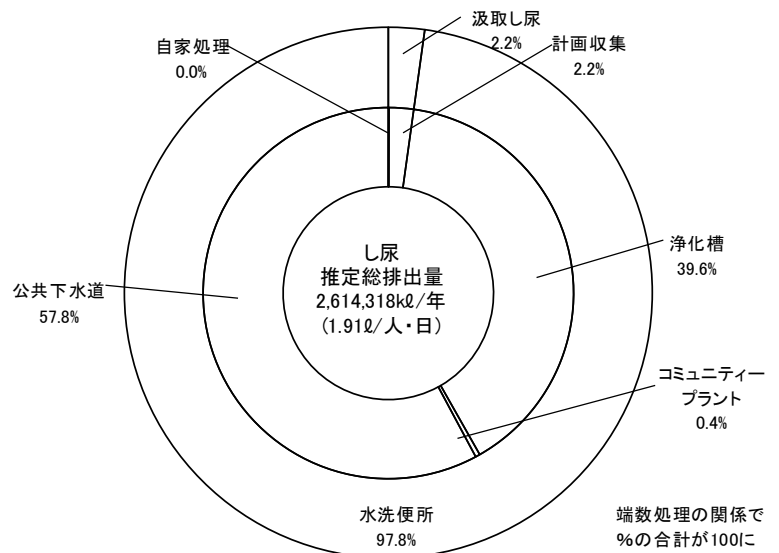 汲取し尿
2.2%
自家処理
0.0%
計画収集
2.2%
浄化槽
39.6%
し尿
推定総排出量
2,614,318kℓ/年
(1.91ℓ/人・日)
公共下水道
57.8%
コミュニティー
プラント
0.4%
水洗便所
97.8%
端数処理の関係で
%の合計が100に